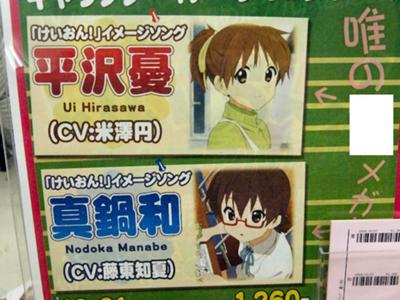 「けいおん!」イメージソング
平沢憂
Ui Hirasawa
(CV:米澤円)
「けいおん!」イメージソング
真鍋和
Nodoka Manabe
(CV:藤東知夏)
1,260-
唯の
メガ